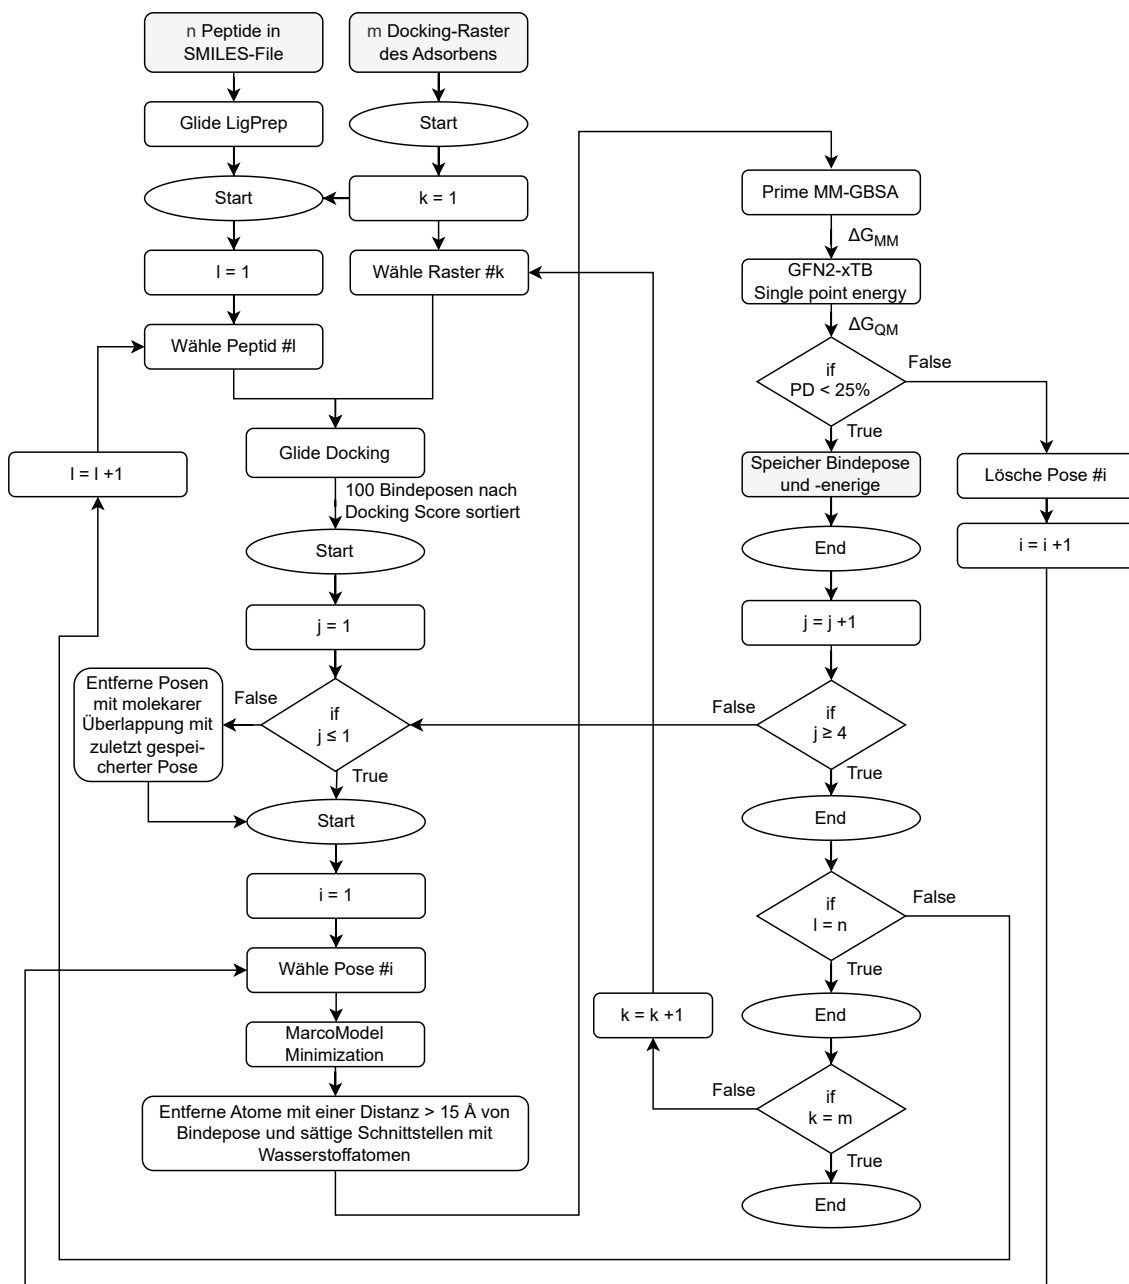 n Peptide in
SMILES-File
m Docking-Raster
des Adsorbens
Glide LigPrep
Start
Start
k = 1
l = 1
Wähle Raster #k
Wähle Peptid #l
l = l +1
Glide Docking
100 Bindeposen nach
Docking Score sortiert
Start
j = 1
if
j ≤ 1
False
True
Entferne Posen
mit molekarer
Überlappung mit
zuletzt gespei-
cherter Pose
Start
i = 1
Wähle Pose #i
MarcoModel
Minimization
Entferne Atome mit einer Distanz > 15 Å von
Bindepose und sättige Schnittstellen mit
Wasserstoffatomen
Prime MM-GBSA
ΔG_MM
GFN2-xTB
Single point energy
ΔG_QM
if
PD < 25%
False
True
Speicher Bindepose
und -enerige
Lösche Pose #i
i = i +1
End
j = j +1
if
j ≥ 4
False
True
End
if
l = n
False
True
End
k = k +1
if
k = m
False
True
End